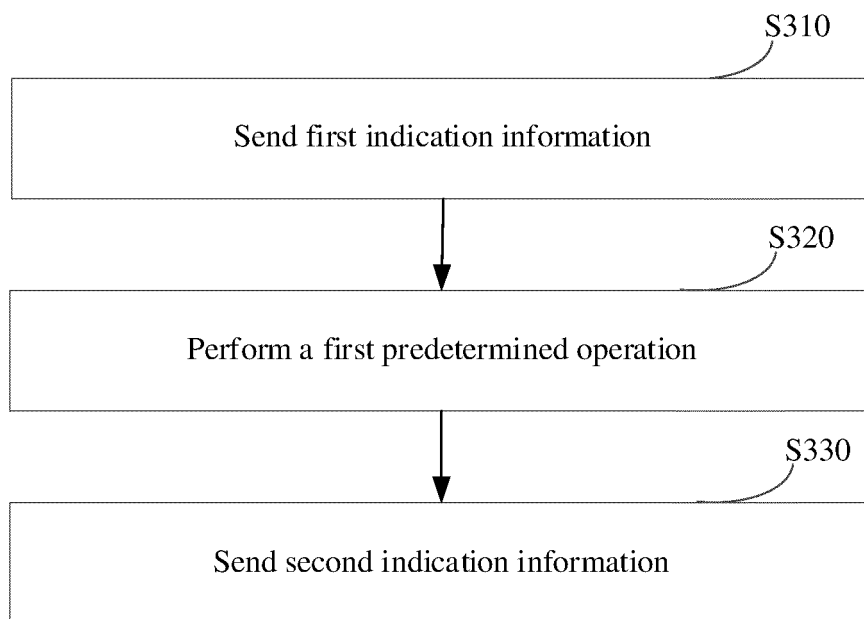 S310
Send first indication information
S320
Perform a first predetermined operation
S330
Send second indication information